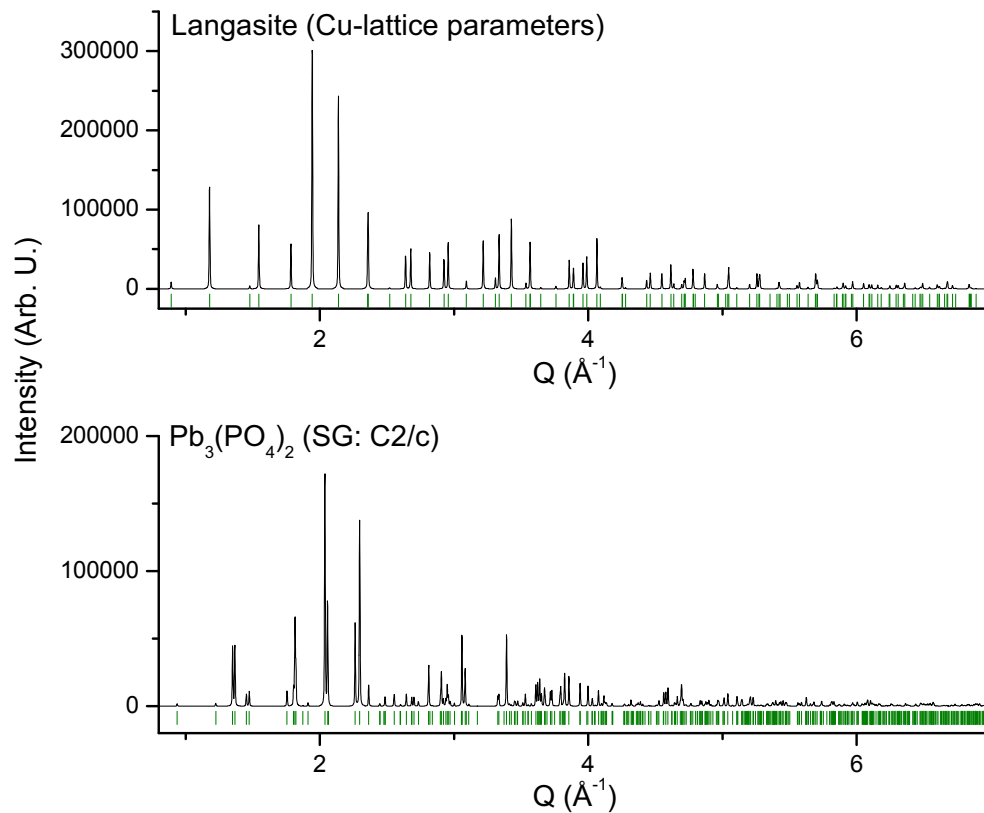 Langasite (Cu-lattice parameters)
300000
200000
100000
0
2
4
6
Q (Å⁻¹)
Intensity (Arb. U.)
Pb₃(PO₄)₂ (SG: C2/c)
200000
100000
0
2
4
6
Q (Å⁻¹)